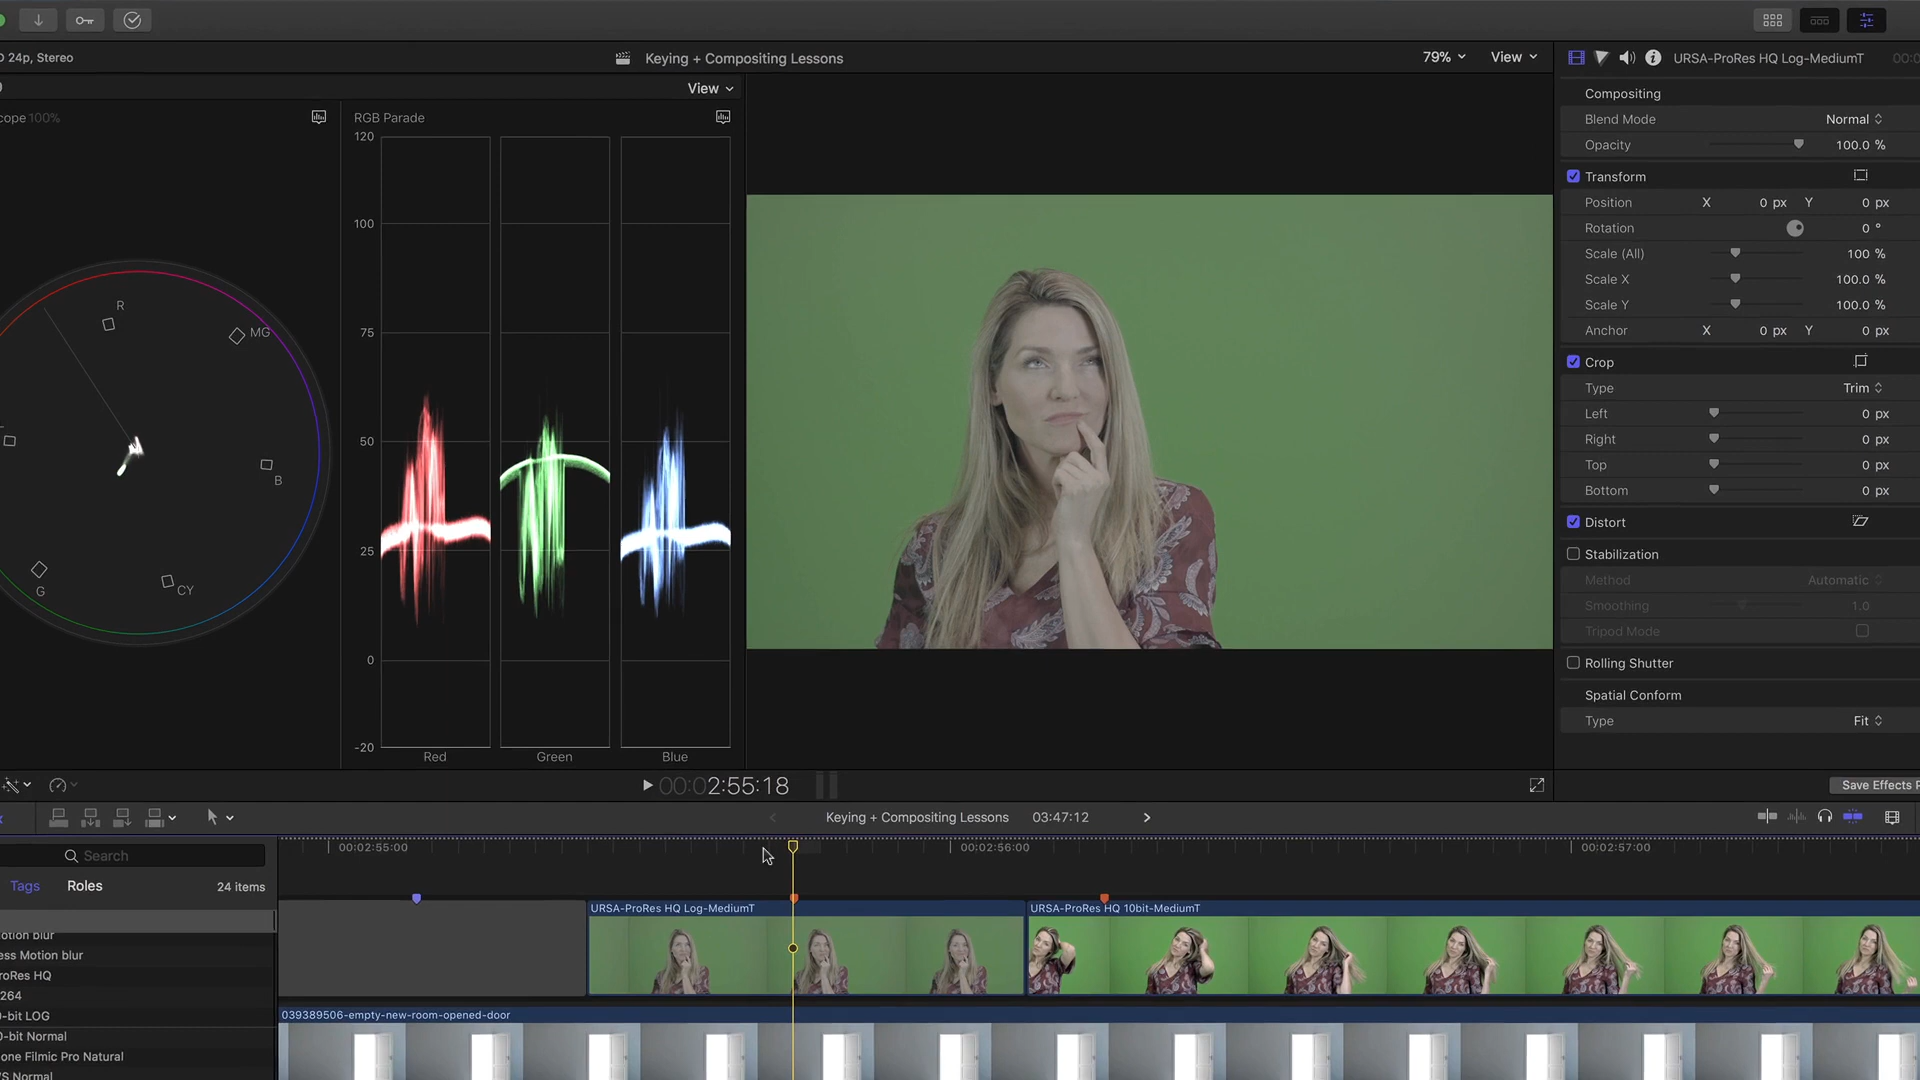 24p, Stereo
Keying + Compositing Lessons
79%
View
URSA-ProRes HQ Log-MediumT
View
100%
RGB Parade
120
100
75
50
25
0
-20
Red
Green
Blue
R
MG
B
CY
G
Compositing
Blend Mode
Normal
Opacity
100.0 %
Transform
Position
X
0 px
Y
0 px
Rotation
0 °
Scale (All)
100 %
Scale X
100.0 %
Scale Y
100.0 %
Anchor
X
0 px
Y
0 px
Crop
Type
Trim
Left
0 px
Right
0 px
Top
0 px
Bottom
0 px
Distort
Stabilization
Method
Automatic
Smoothing
1.0
Tripod Mode
Rolling Shutter
Spatial Conform
Type
Fit
00:02:55:18
Save Effects P
Keying + Compositing Lessons
03:47:12
Search
Tags
Roles
24 items
00:02:55:00
00:02:56:00
00:02:57:00
URSA-ProRes HQ Log-MediumT
URSA-ProRes HQ 10bit-MediumT
039389506-empty-new-room-opened-door
otion blur
ess Motion blur
roRes HQ
264
0-bit LOG
0-bit Normal
one Filmic Pro Natural
VS Normal